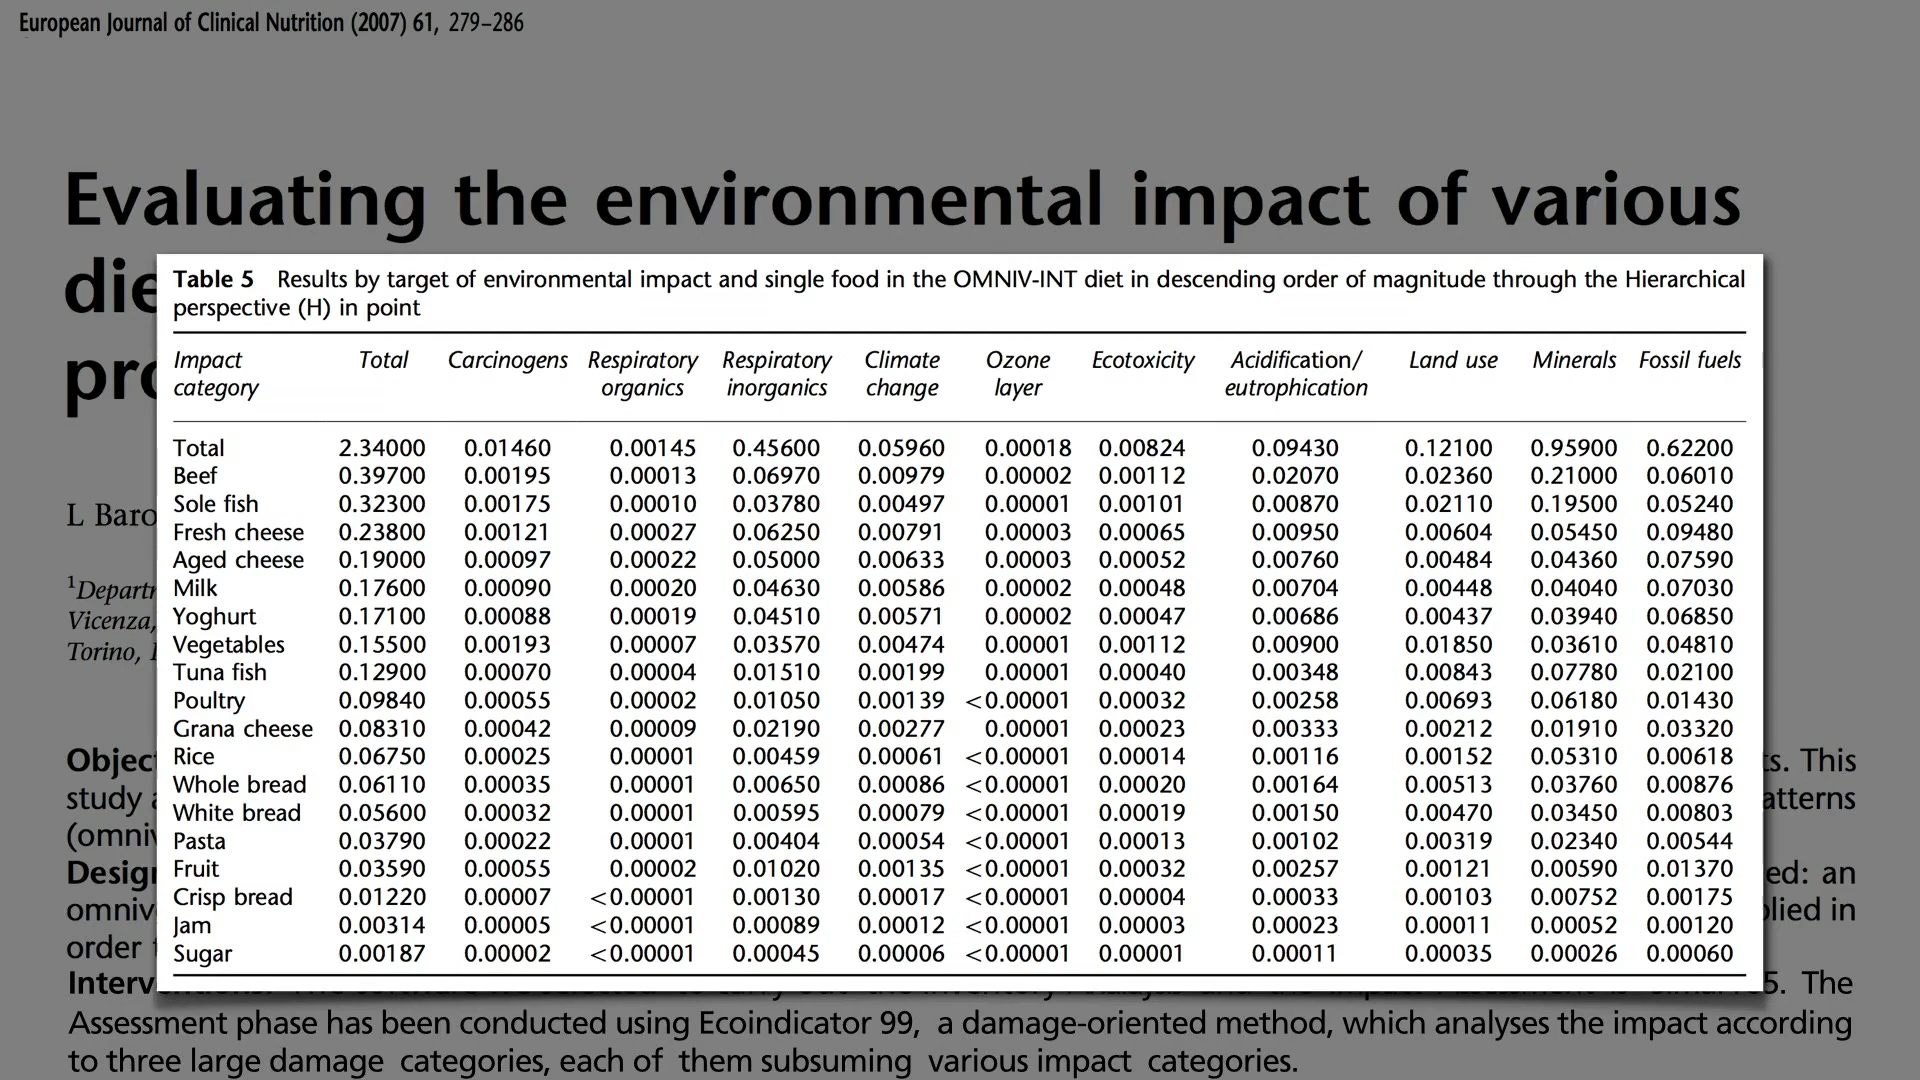 European Journal of Clinical Nutrition (2007) 61, 279–286
Evaluating the environmental impact of various
Table 5 Results by target of environmental impact and single food in the OMNIV-INT diet in descending order of magnitude through the Hierarchical
perspective (H) in point
Impact category Total Carcinogens Respiratory organics Respiratory inorganics Climate change Ozone layer Ecotoxicity Acidification/eutrophication Land use Minerals Fossil fuels
Total 2.34000 0.01460 0.00145 0.45600 0.05960 0.00018 0.00824 0.09430 0.12100 0.95900 0.62200
Beef 0.39700 0.00195 0.00013 0.06970 0.00979 0.00002 0.00112 0.02070 0.02360 0.21000 0.06010
Sole fish 0.32300 0.00175 0.00010 0.03780 0.00497 0.00001 0.00101 0.00870 0.02110 0.19500 0.05240
Fresh cheese 0.23800 0.00121 0.00027 0.06250 0.00791 0.00003 0.00065 0.00950 0.00604 0.05450 0.09480
Aged cheese 0.19000 0.00097 0.00022 0.05000 0.00633 0.00003 0.00052 0.00760 0.00484 0.04360 0.07590
Milk 0.17600 0.00090 0.00020 0.04630 0.00586 0.00002 0.00048 0.00704 0.00448 0.04040 0.07030
Yoghurt 0.17100 0.00088 0.00019 0.04510 0.00571 0.00002 0.00047 0.00686 0.00437 0.03940 0.06850
Vegetables 0.15500 0.00193 0.00007 0.03570 0.00474 0.00001 0.00112 0.00900 0.01850 0.03610 0.04810
Tuna fish 0.12900 0.00070 0.00004 0.01510 0.00199 0.00001 0.00040 0.00348 0.00843 0.07780 0.02100
Poultry 0.09840 0.00055 0.00002 0.01050 0.00139 <0.00001 0.00032 0.00258 0.00693 0.06180 0.01430
Grana cheese 0.08310 0.00042 0.00009 0.02190 0.00277 0.00001 0.00023 0.00333 0.00212 0.01910 0.03320
Rice 0.06750 0.00025 0.00001 0.00459 0.00061 <0.00001 0.00014 0.00116 0.00152 0.05310 0.00618
Whole bread 0.06110 0.00035 0.00001 0.00650 0.00086 <0.00001 0.00020 0.00164 0.00513 0.03760 0.00876
White bread 0.05600 0.00032 0.00001 0.00595 0.00079 <0.00001 0.00019 0.00150 0.00470 0.03450 0.00803
Pasta 0.03790 0.00022 0.00001 0.00404 0.00054 <0.00001 0.00013 0.00102 0.00319 0.02340 0.00544
Fruit 0.03590 0.00055 0.00002 0.01020 0.00135 <0.00001 0.00032 0.00257 0.00121 0.00590 0.01370
Crisp bread 0.01220 0.00007 <0.00001 0.00130 0.00017 <0.00001 0.00004 0.00033 0.00103 0.00752 0.00175
Jam 0.00314 0.00005 <0.00001 0.00089 0.00012 <0.00001 0.00003 0.00023 0.00011 0.00052 0.00120
Sugar 0.00187 0.00002 <0.00001 0.00045 0.00006 <0.00001 0.00001 0.00011 0.00035 0.00026 0.00060
L
Vicenza,
Torino,
This
study
order
The
Assessment phase has been conducted using Ecoindicator 99, a damage-oriented method, which analyses the impact according
to three large damage categories, each of them subsuming various impact categories.